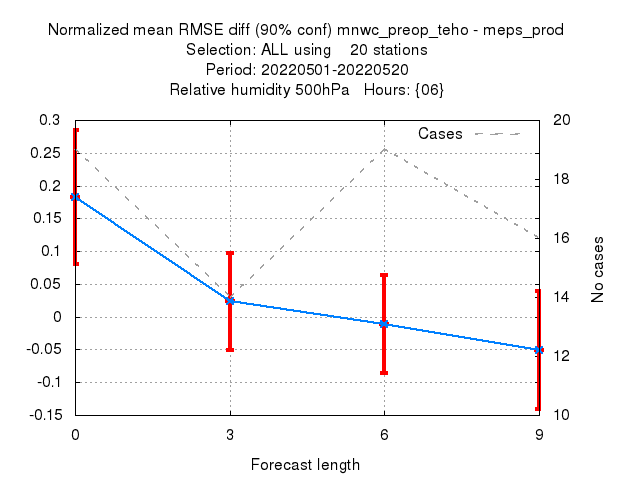 Normalized mean RMSE diff (90% conf) mnwc_preop_teho - meps_prod
Selection: ALL using    20 stations
Period: 20220501-20220520
Relative humidity 500hPa   Hours: {06}
Cases
0.3
0.25
0.2
0.15
0.1
0.05
0
-0.05
-0.1
-0.15
20
18
16
14
12
10
No cases
0 3 6 9
Forecast length